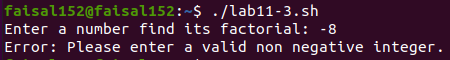 faisal152@faisal152:~$ ./lab11-3.sh
Enter a number find its factorial: -8
Error: Please enter a valid non negative integer.